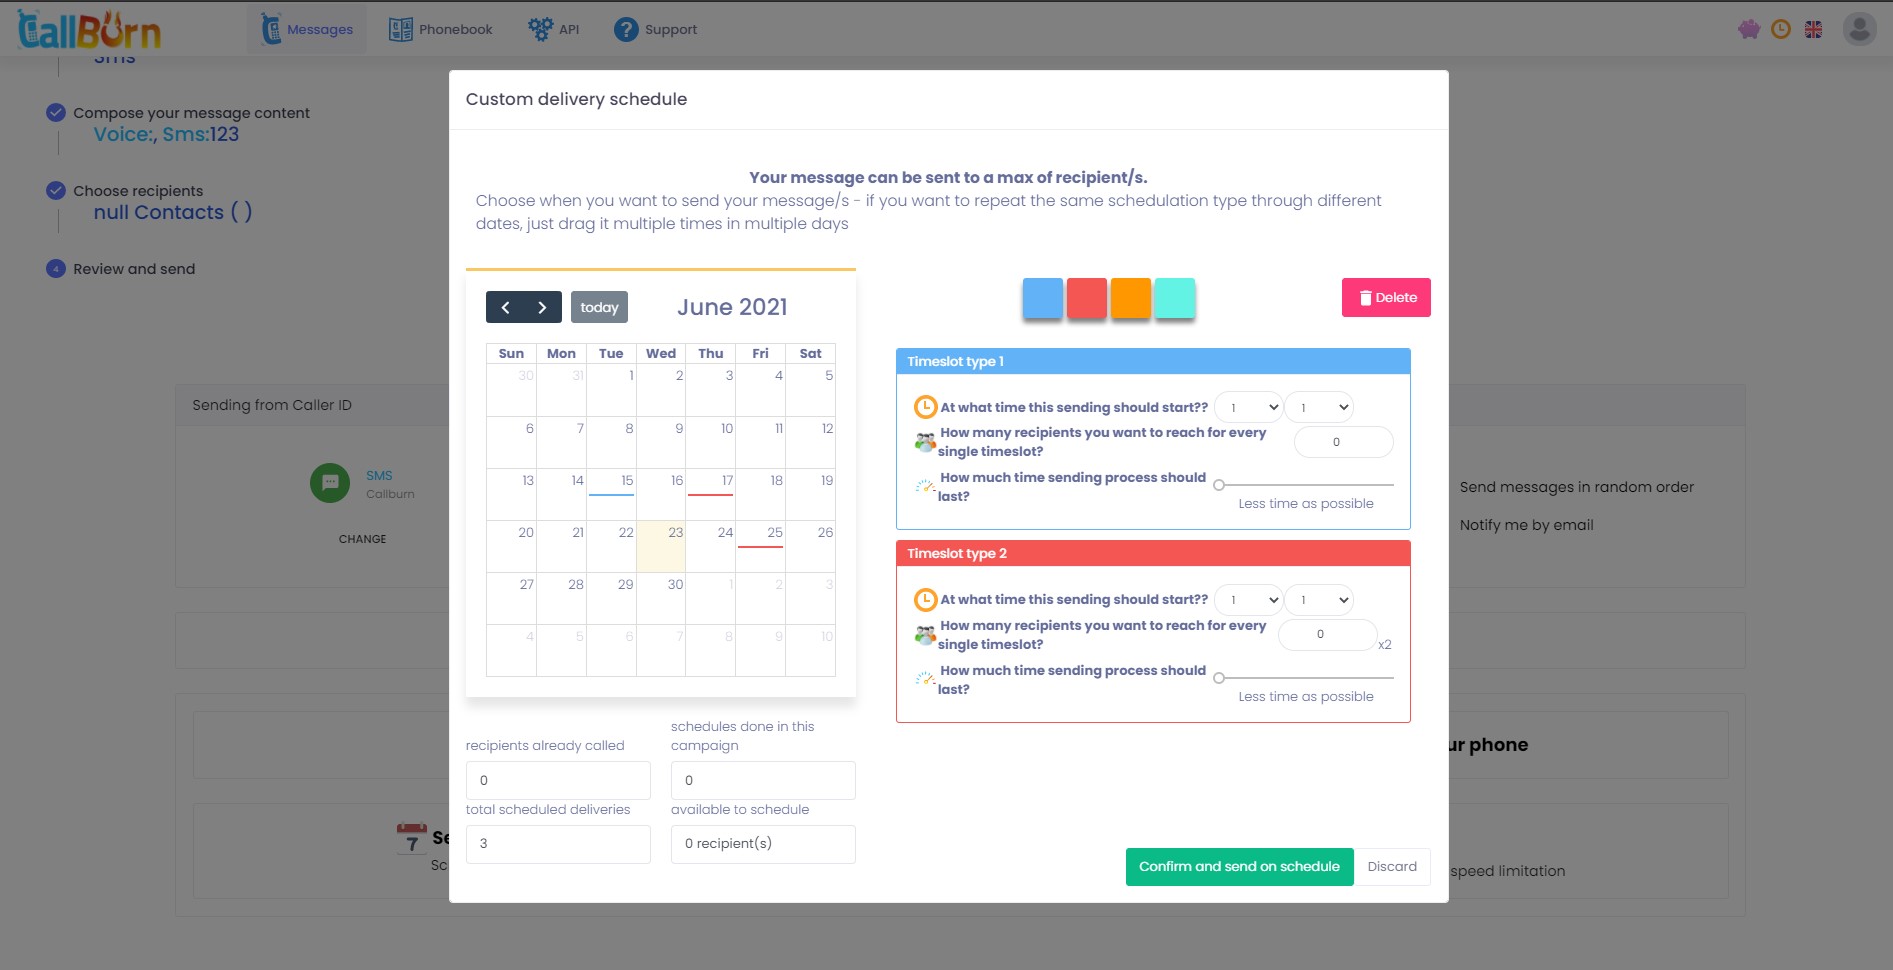 CallBurn
Messages
Phonebook
API
Support
Sms
Compose your message content
Voice:, Sms:123
Choose recipients
null Contacts ( )
4 Review and send
Sending from Caller ID
SMS
Callburn
CHANGE
Send messages in random order
Notify me by email
ur phone
7 Se
Sc
speed limitation
Custom delivery schedule
Your message can be sent to a max of recipient/s.
Choose when you want to send your message/s - if you want to repeat the same schedulation type through different
dates, just drag it multiple times in multiple days
today June 2021
Sun Mon Tue Wed Thu Fri Sat
30 31 1 2 3 4 5
6 7 8 9 10 11 12
13 14 15 16 17 18 19
20 21 22 23 24 25 26
27 28 29 30 1 2 3
4 5 6 7 8 9 10
recipients already called
0
schedules done in this
campaign
0
total scheduled deliveries
3
available to schedule
0 recipient(s)
Delete
Timeslot type 1
At what time this sending should start?? 1 1
How many recipients you want to reach for every
single timeslot?
0
How much time sending process should
last?
Less time as possible
Timeslot type 2
At what time this sending should start?? 1 1
How many recipients you want to reach for every
single timeslot?
0
x2
How much time sending process should
last?
Less time as possible
Confirm and send on schedule
Discard